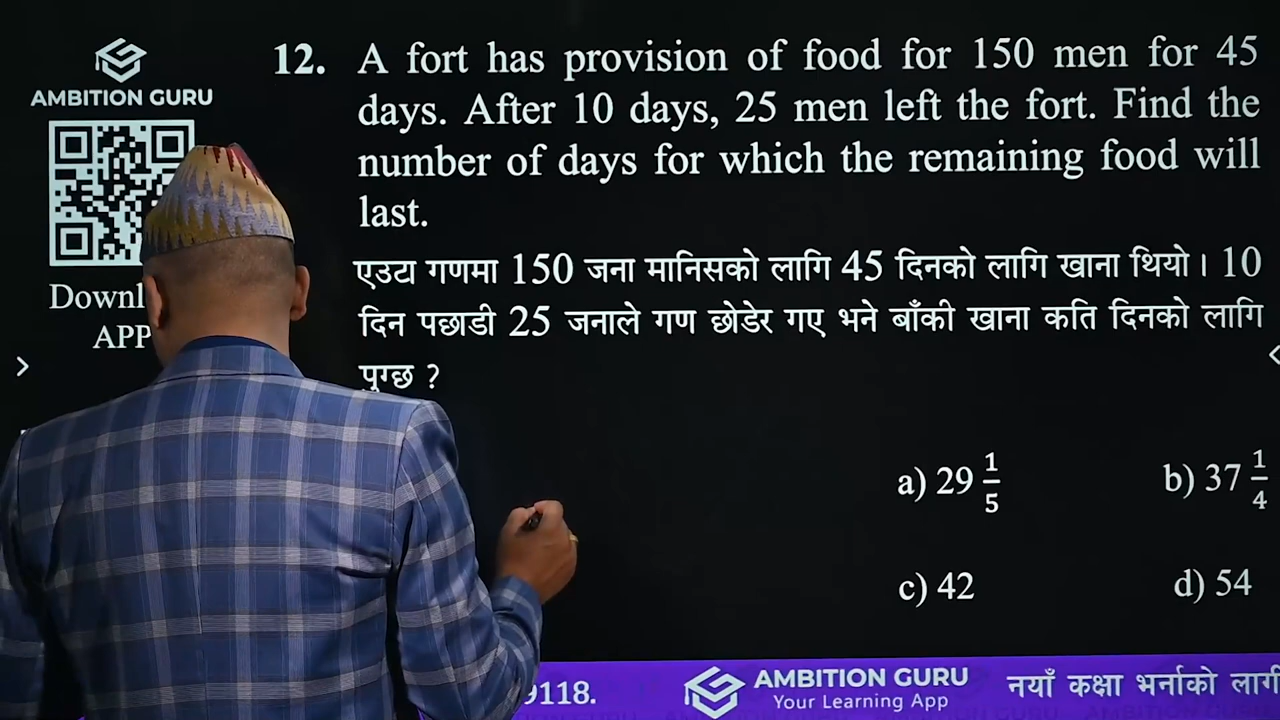 AMBITION GURU
APP
12. A fort has provision of food for 150 men for 45
days. After 10 days, 25 men left the fort. Find the
number of days for which the remaining food will
last.
एउटा गणमा 150 जना मानिसको लागि 45 दिनको लागि खाना थियो। 10
दिन पछाडी 25 जनाले गण छोडेर गए भने बाँकी खाना कति दिनको लागि
पुग्छ ?
a) 29 1/5 b) 37 1/4
c) 42 d) 54
9118.
AMBITION GURU
Your Learning App
नयाँ कक्षा भर्नाको लागी